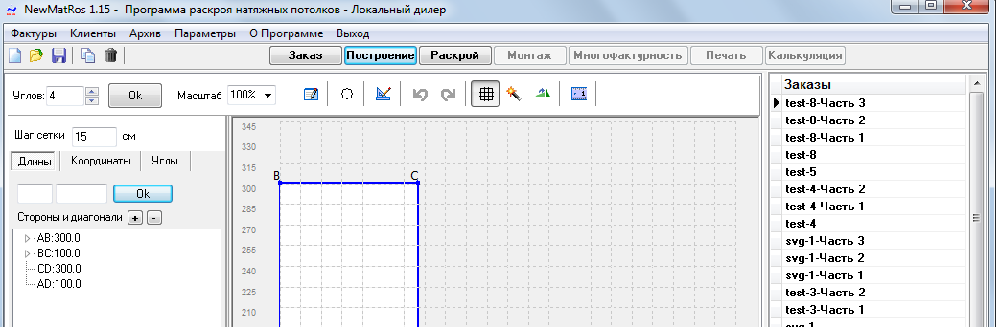 NewMatRos 1.15 - Программа раскроя натяжных потолков - Локальный дилер
Фактуры Клиенты Архив Параметры О Программе Выход
Заказ Построение Раскрой Монтаж Многофактурность Печать Калькуляция
Углов: 4 Ok Масштаб 100%
Шаг сетки 15 см
Длины Координаты Углы
Ok
Стороны и диагонали + -
AB:300.0
BC:100.0
CD:300.0
AD:100.0
345
330
315
300
285
270
255
240
225
210
B C
Заказы
test-8-Часть 3
test-8-Часть 2
test-8-Часть 1
test-8
test-5
test-4-Часть 2
test-4-Часть 1
test-4
svg-1-Часть 3
svg-1-Часть 2
svg-1-Часть 1
test-3-Часть 2
test-3-Часть 1
svg-1